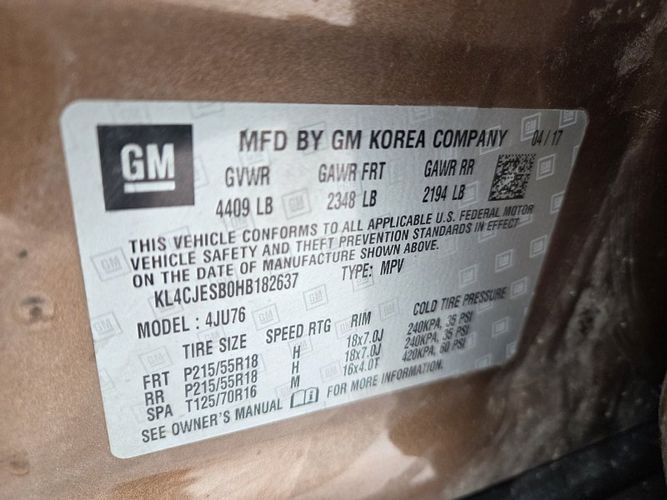 GM
MFD BY GM KOREA COMPANY 04/17
GVWR GAWR FRT GAWR RR
4409 LB 2348 LB 2194 LB
THIS VEHICLE CONFORMS TO ALL APPLICABLE U.S. FEDERAL MOTOR
VEHICLE SAFETY AND THEFT PREVENTION STANDARDS IN EFFECT
ON THE DATE OF MANUFACTURE SHOWN ABOVE.
KL4CJESB0HB182637 TYPE: MPV
MODEL: 4JU76
TIRE SIZE SPEED RTG RIM COLD TIRE PRESSURE
FRT P215/55R18 H 18x7.0J 240KPA, 35 PSI
RR P215/55R18 H 18x7.0J 240KPA, 35 PSI
SPA T125/70R16 M 16x4.0T 420KPA, 60 PSI
SEE OWNER'S MANUAL FOR MORE INFORMATION.